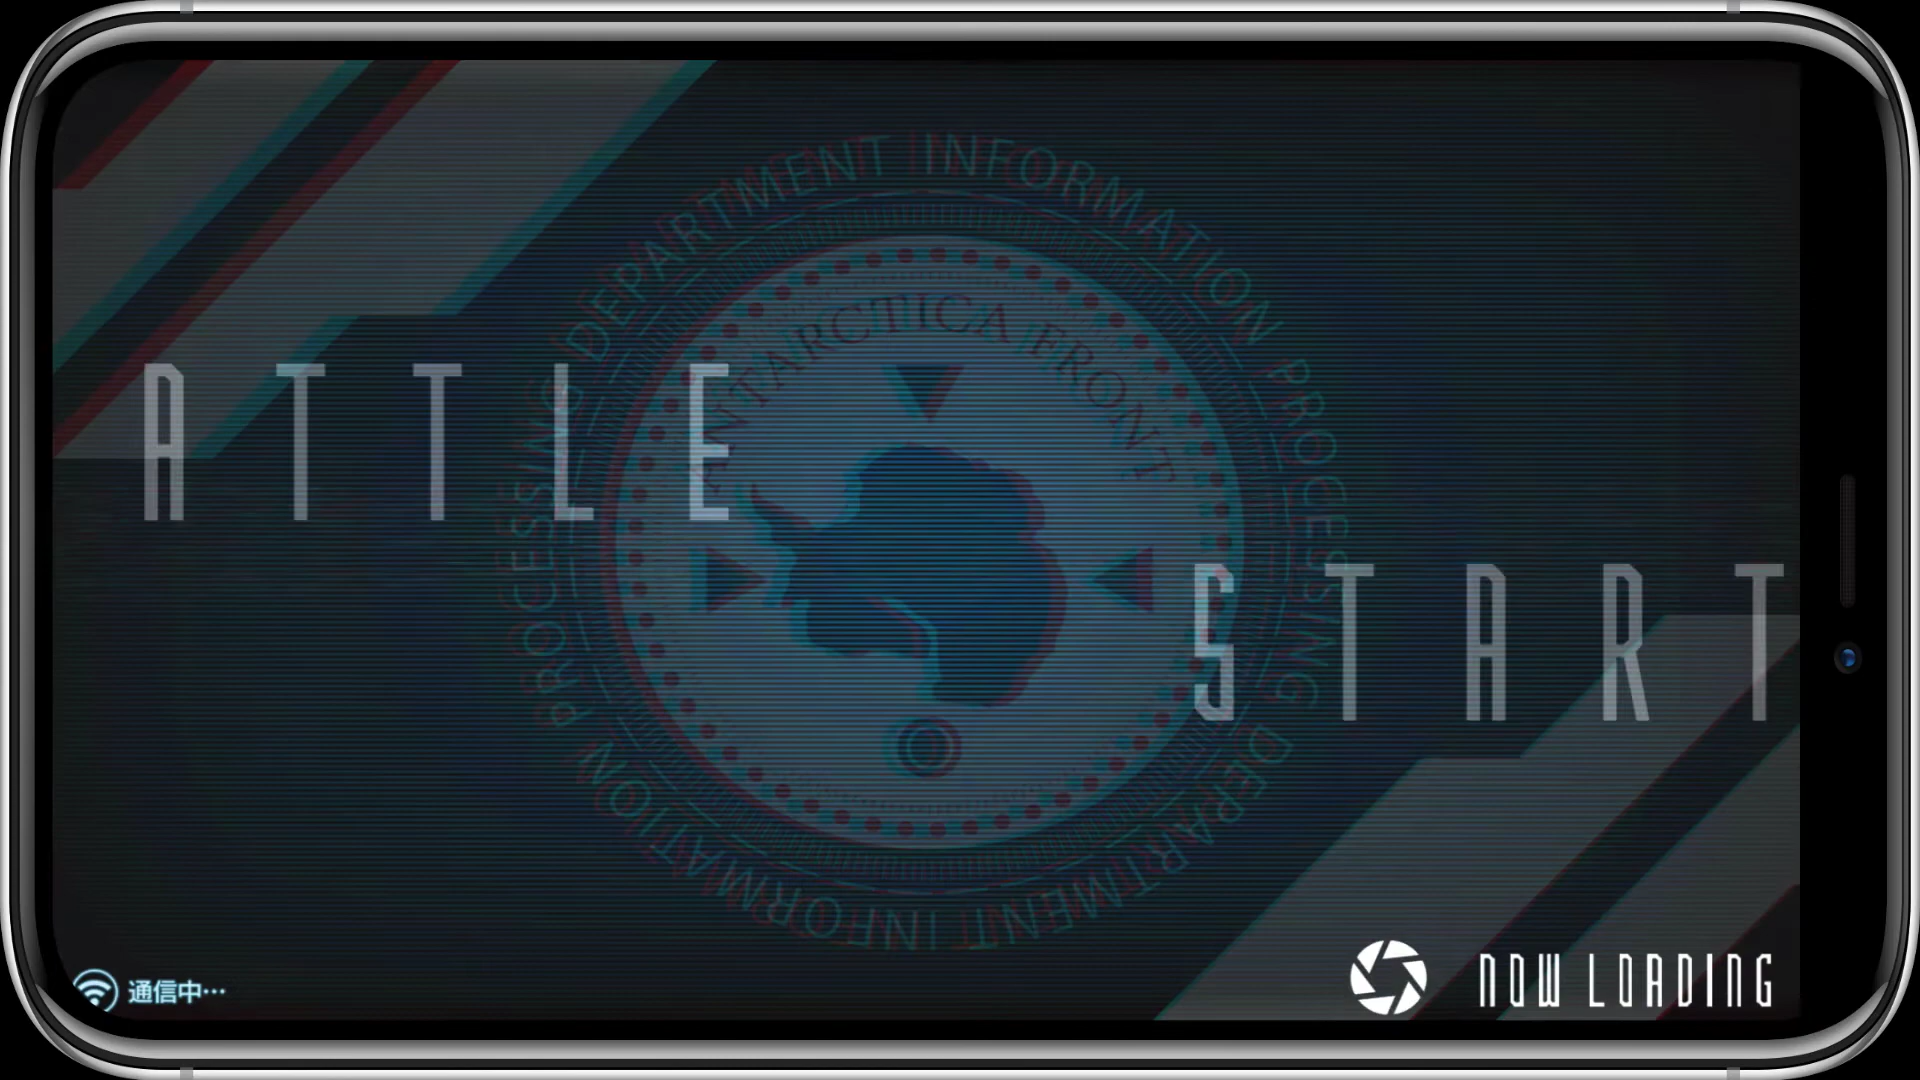 INFORMATION PROCESSING DEPARTMENT INFORMATION PROCESSING DEPARTMENT
ANTARCTICA FRONT
ATTLE
START
通信中…
NOW LOADING